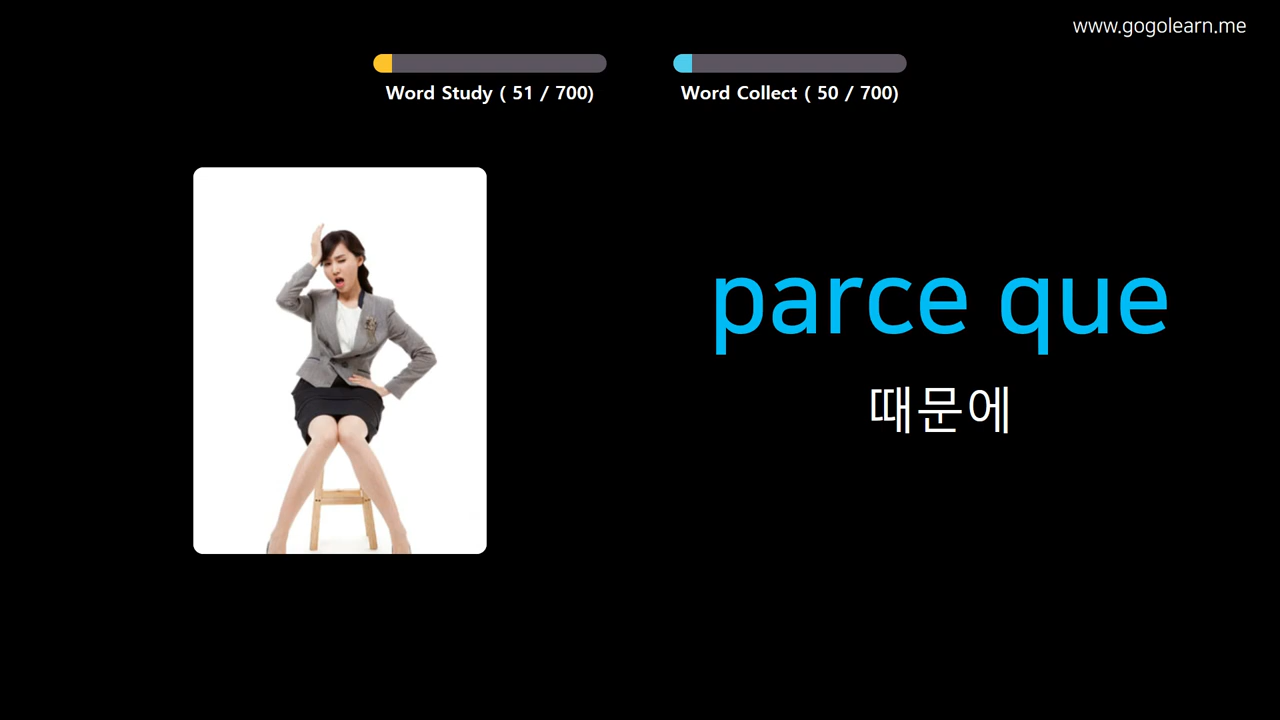 www.gogolearn.me
Word Study ( 51 / 700)
Word Collect ( 50 / 700)
parce que
때문에